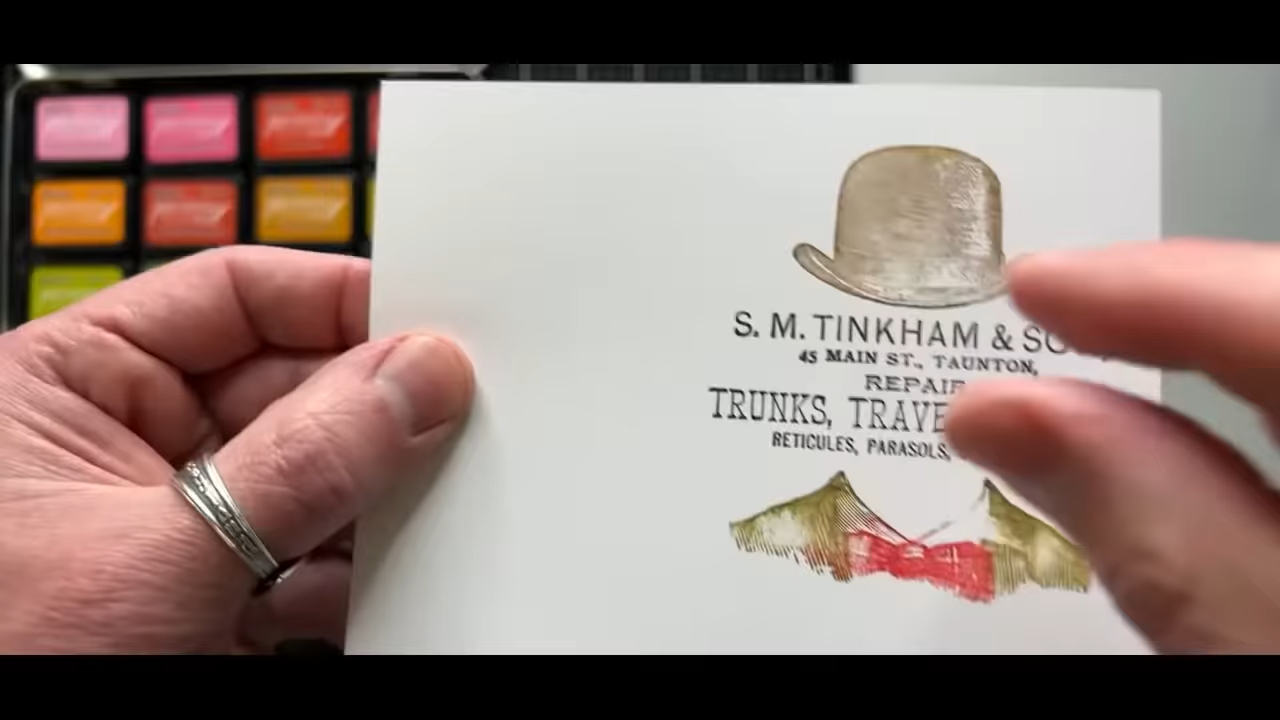 S. M. TINKHAM & SO
45 MAIN ST., TAUNTON,
REPAIR
TRUNKS, TRAVE
RETICULES, PARASOLS,